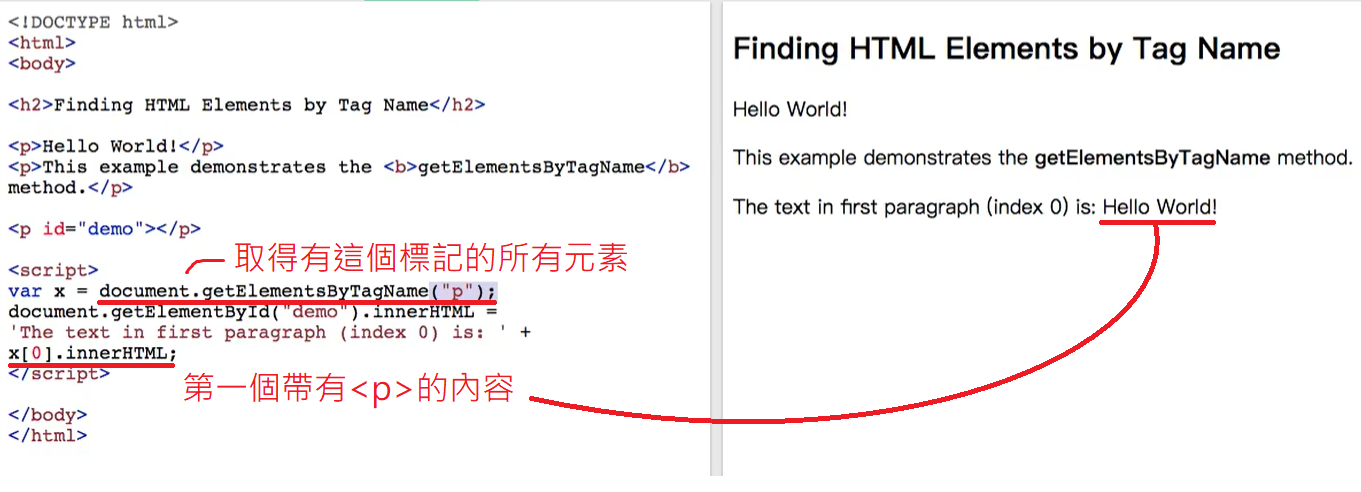 <!DOCTYPE html>
<html>
<body>
<h2>Finding HTML Elements by Tag Name</h2>
<p>Hello World!</p>
<p>This example demonstrates the <b>getElementsByTagName</b>
method.</p>
<p id="demo"></p>
<script>
取得有這個標記的所有元素
var x = document.getElementsByTagName("p");
document.getElementById("demo").innerHTML =
'The text in first paragraph (index 0) is: ' +
x[0].innerHTML;
</script>
第一個帶有<p>的內容
</body>
</html>
Finding HTML Elements by Tag Name
Hello World!
This example demonstrates the getElementsByTagName method.
The text in first paragraph (index 0) is: Hello World!